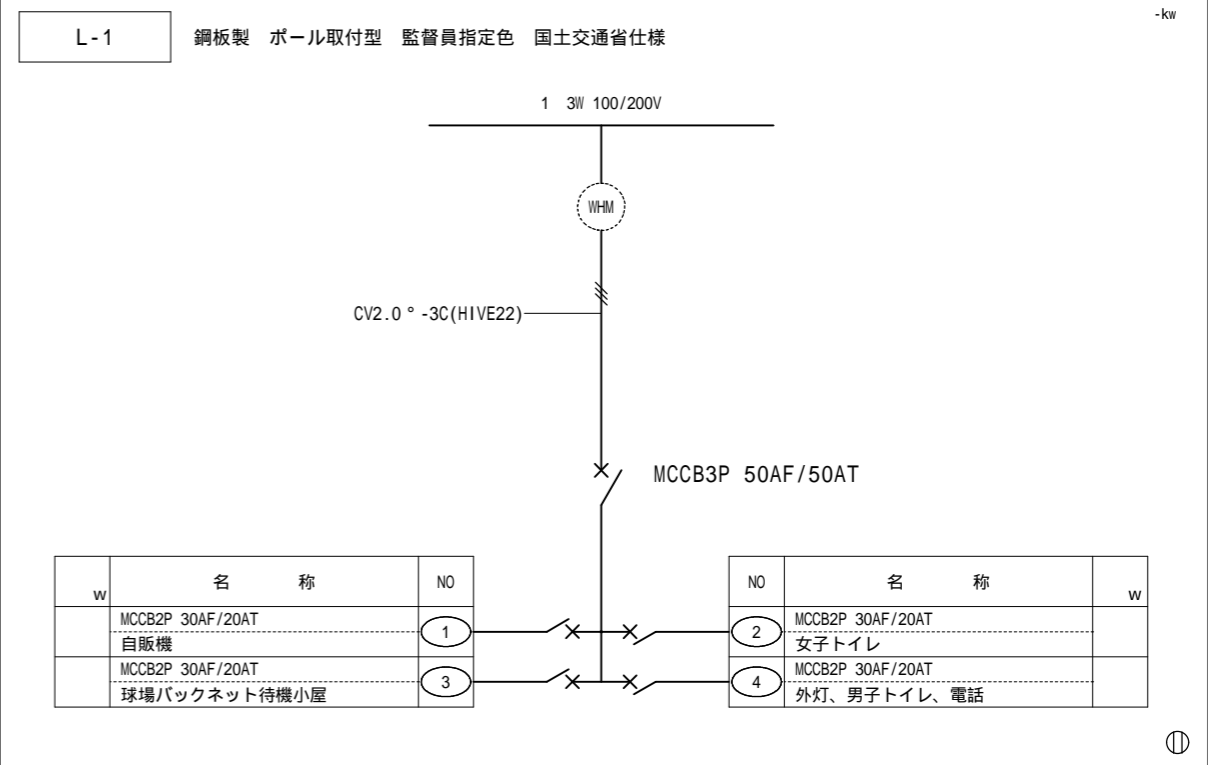 -kw
L-1
鋼板製 ポール取付型 監督員指定色 国土交通省仕様
1 3W 100/200V
WHM
CV2.0°-3C(HIVE22)
MCCB3P 50AF/50AT
w 名 称 NO
MCCB2P 30AF/20AT
自販機
1
MCCB2P 30AF/20AT
球場バックネット待機小屋
3
NO 名 称 w
2
MCCB2P 30AF/20AT
女子トイレ
4
MCCB2P 30AF/20AT
外灯、男子トイレ、電話